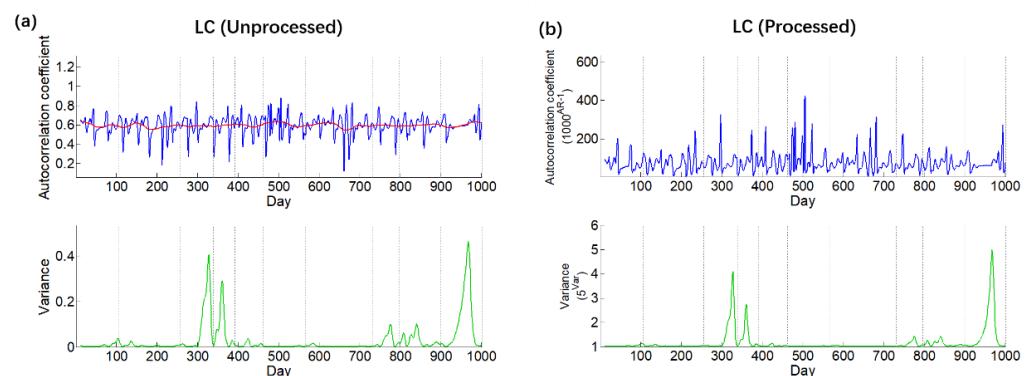 (a)
LC (Unprocessed)
Autocorrelation coefficient
1.2
1
0.8
0.6
0.4
0.2
100 200 300 400 500 600 700 800 900 1000
Day
Variance
0.4
0.2
0
100 200 300 400 500 600 700 800 900 1000
Day
(b)
LC (Processed)
Autocorrelation coefficient
(1000^AR-1)
600
400
200
100 200 300 400 500 600 700 800 900 1000
Day
Variance
(5^Var)
6
5
4
3
2
1
100 200 300 400 500 600 700 800 900 1000
Day